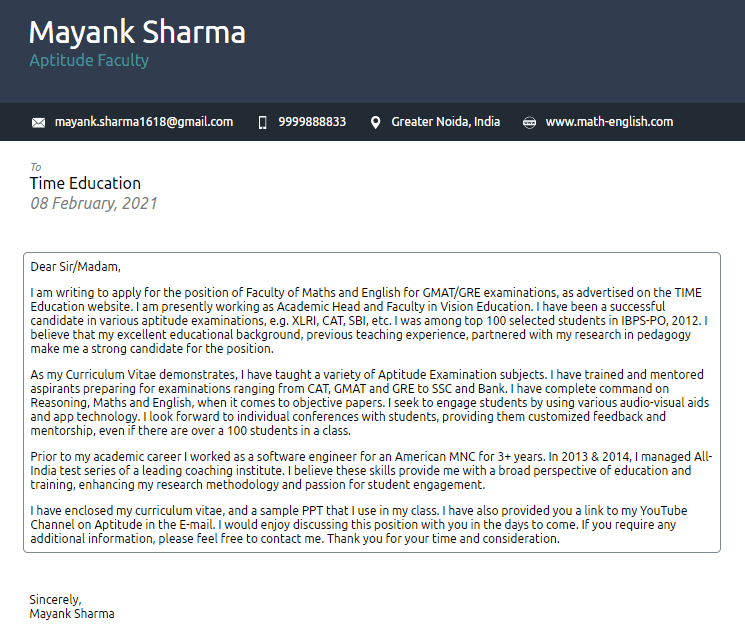 Mayank Sharma
Aptitude Faculty
mayank.sharma1618@gmail.com 9999888833 Greater Noida, India www.math-english.com
To
Time Education
08 February, 2021
Dear Sir/Madam,
I am writing to apply for the position of Faculty of Maths and English for GMAT/GRE examinations, as advertised on the TIME
Education website. I am presently working as Academic Head and Faculty in Vision Education. I have been a successful
candidate in various aptitude examinations, e.g. XLRI, CAT, SBI, etc. I was among top 100 selected students in IBPS-PO, 2012. I
believe that my excellent educational background, previous teaching experience, partnered with my research in pedagogy
make me a strong candidate for the position.
As my Curriculum Vitae demonstrates, I have taught a variety of Aptitude Examination subjects. I have trained and mentored
aspirants preparing for examinations ranging from CAT, GMAT and GRE to SSC and Bank. I have complete command on
Reasoning, Maths and English, when it comes to objective papers. I seek to engage students by using various audio-visual aids
and app technology. I look forward to individual conferences with students, providing them customized feedback and
mentorship, even if there are over a 100 students in a class.
Prior to my academic career I worked as a software engineer for an American MNC for 3+ years. In 2013 & 2014, I managed All-
India test series of a leading coaching institute. I believe these skills provide me with a broad perspective of education and
training, enhancing my research methodology and passion for student engagement.
I have enclosed my curriculum vitae, and a sample PPT that I use in my class. I have also provided you a link to my YouTube
Channel on Aptitude in the E-mail. I would enjoy discussing this position with you in the days to come. If you require any
additional information, please feel free to contact me. Thank you for your time and consideration.
Sincerely,
Mayank Sharma